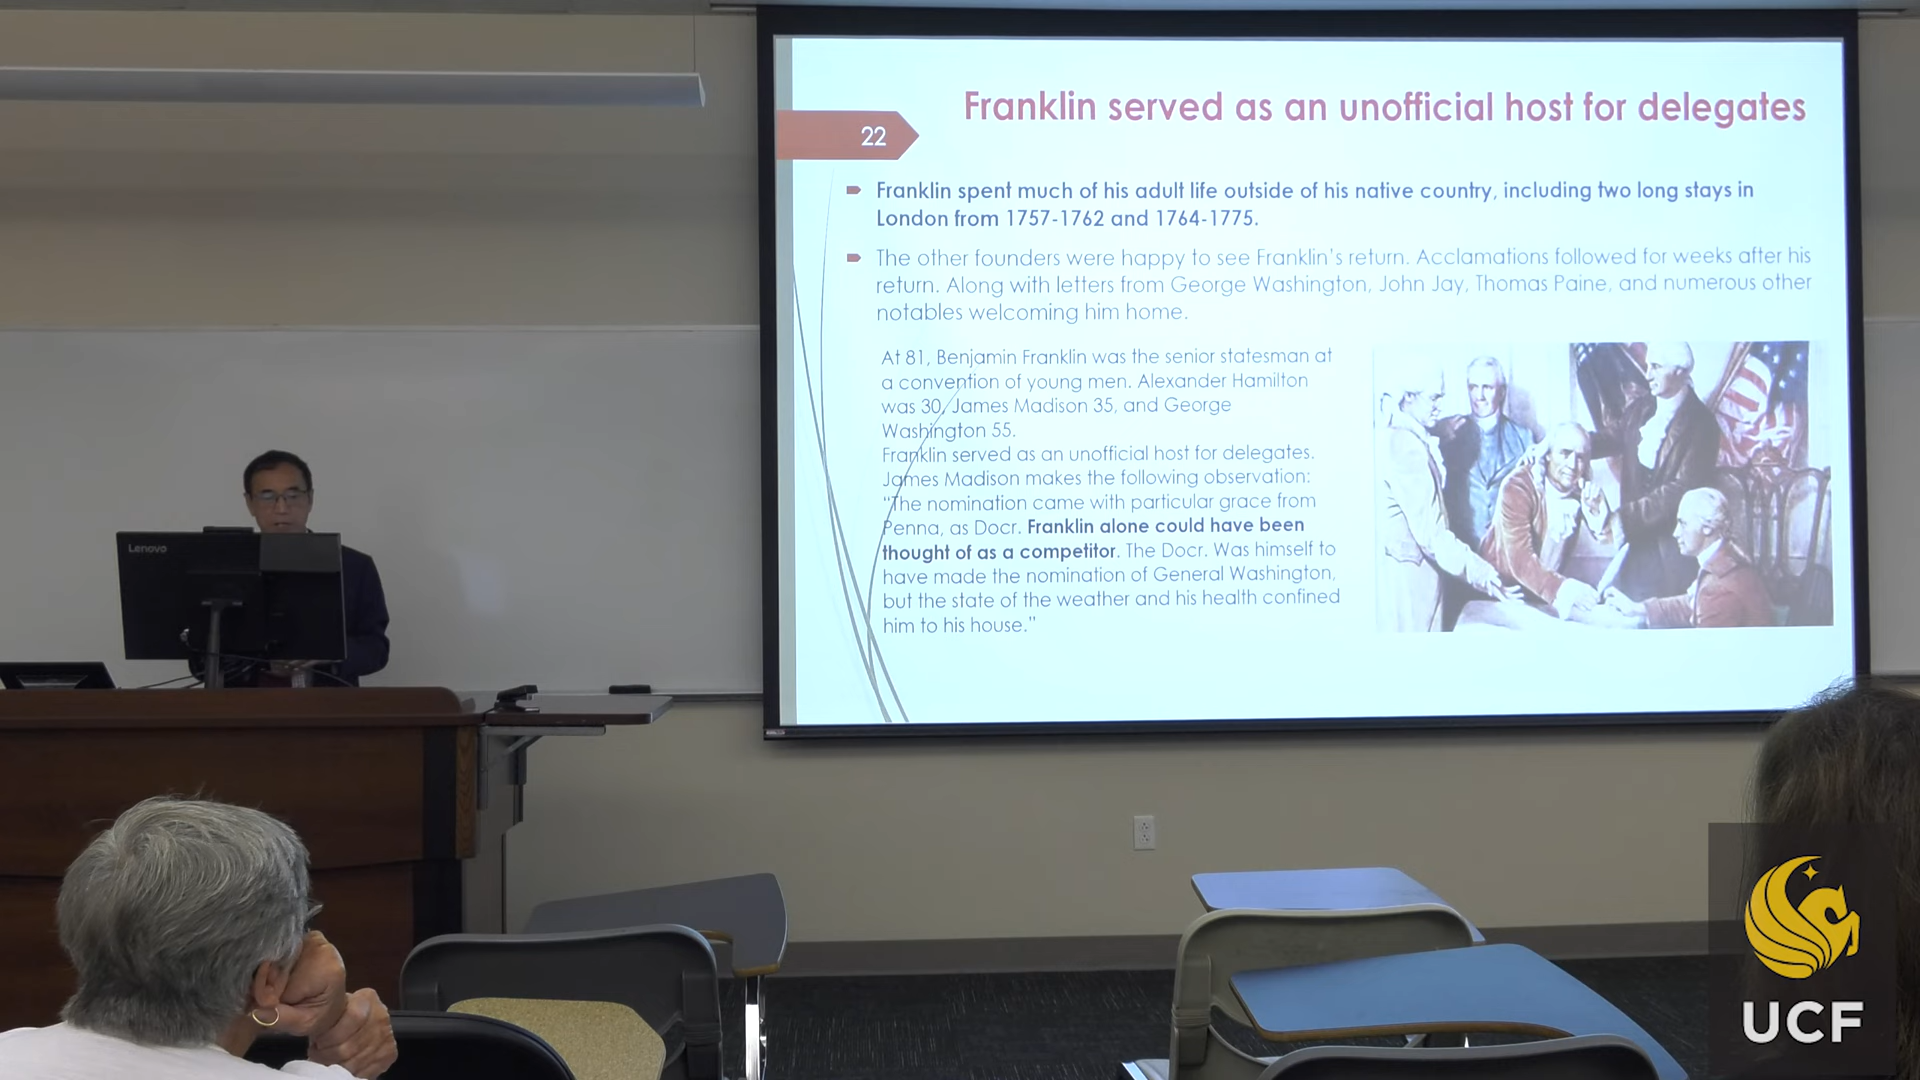 Franklin served as an unofficial host for delegates
22
Franklin spent much of his adult life outside of his native country, including two long stays in
London from 1757-1762 and 1764-1775.
The other founders were happy to see Franklin's return. Acclamations followed for weeks after his
return. Along with letters from George Washington, John Jay, Thomas Paine, and numerous other
notables welcoming him home.
At 81, Benjamin Franklin was the senior statesman at
a convention of young men. Alexander Hamilton
was 30, James Madison 35, and George
Washington 55.
Franklin served as an unofficial host for delegates.
James Madison makes the following observation:
"The nomination came with particular grace from
Penna, as Docr. Franklin alone could have been
thought of as a competitor. The Docr. Was himself to
have made the nomination of General Washington,
but the state of the weather and his health confined
him to his house."
Lenovo
UCF